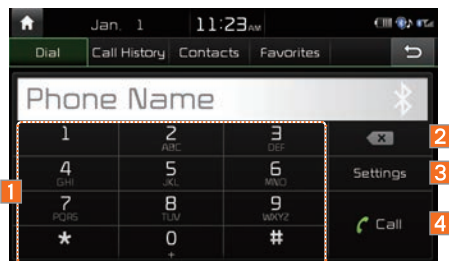 Jan. 1 11:23AM
Dial Call History Contacts Favorites
Phone Name
1 2 ABC 3 DEF
2
4 GHI 5 JKL 6 MNO Settings
3
1
7 PQRS 8 TUV 9 WXYZ
Call
4
* 0 + #